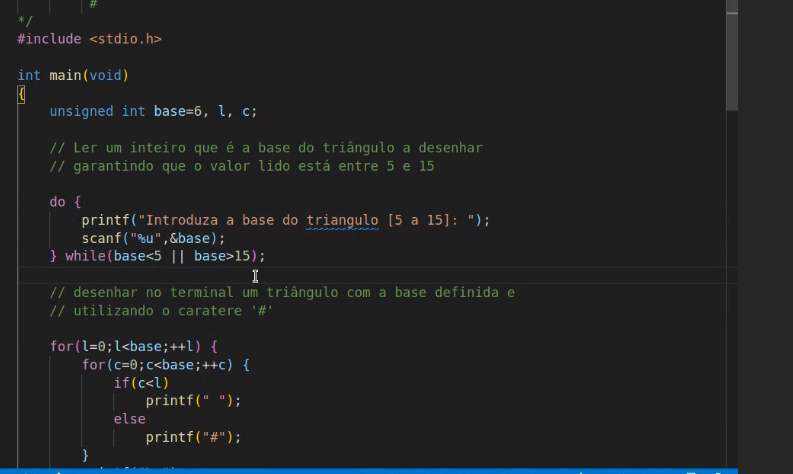 #
*/
#include <stdio.h>
int main(void)
{
unsigned int base=6, l, c;
// Ler um inteiro que é a base do triângulo a desenhar
// garantindo que o valor lido está entre 5 e 15
do {
printf("Introduza a base do triangulo [5 a 15]: ");
scanf("%u",&base);
} while(base<5 || base>15);
// desenhar no terminal um triângulo com a base definida e
// utilizando o caratere '#'
for(l=0;l<base;++l) {
for(c=0;c<base;++c) {
if(c<l)
printf(" ");
else
printf("#");
}